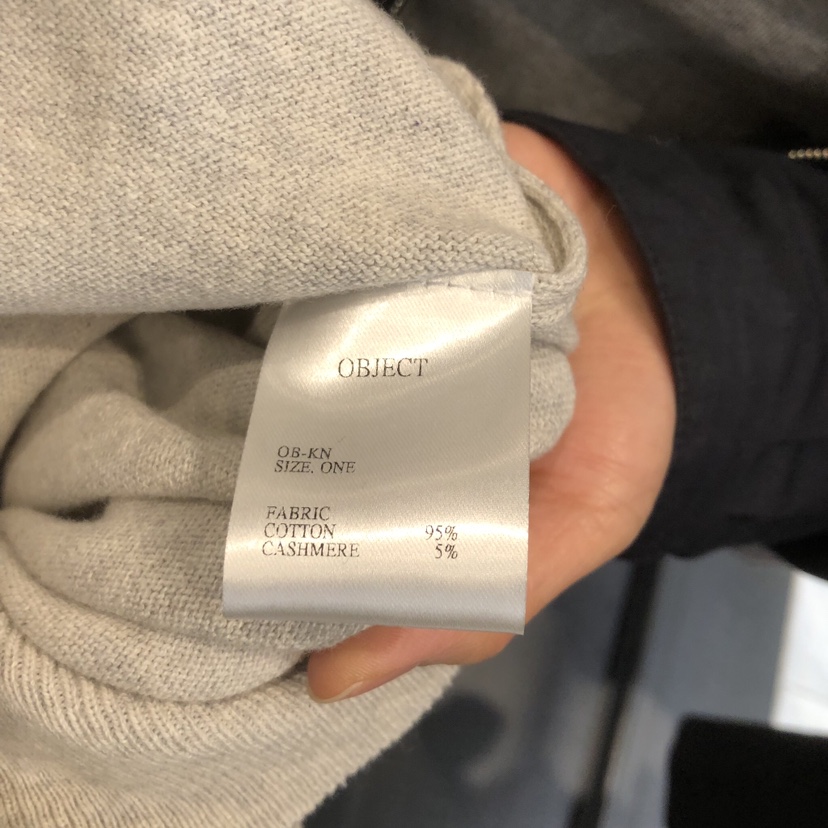 OBJECT
OB-KN
SIZE. ONE
FABRIC
COTTON 95%
CASHMERE 5%